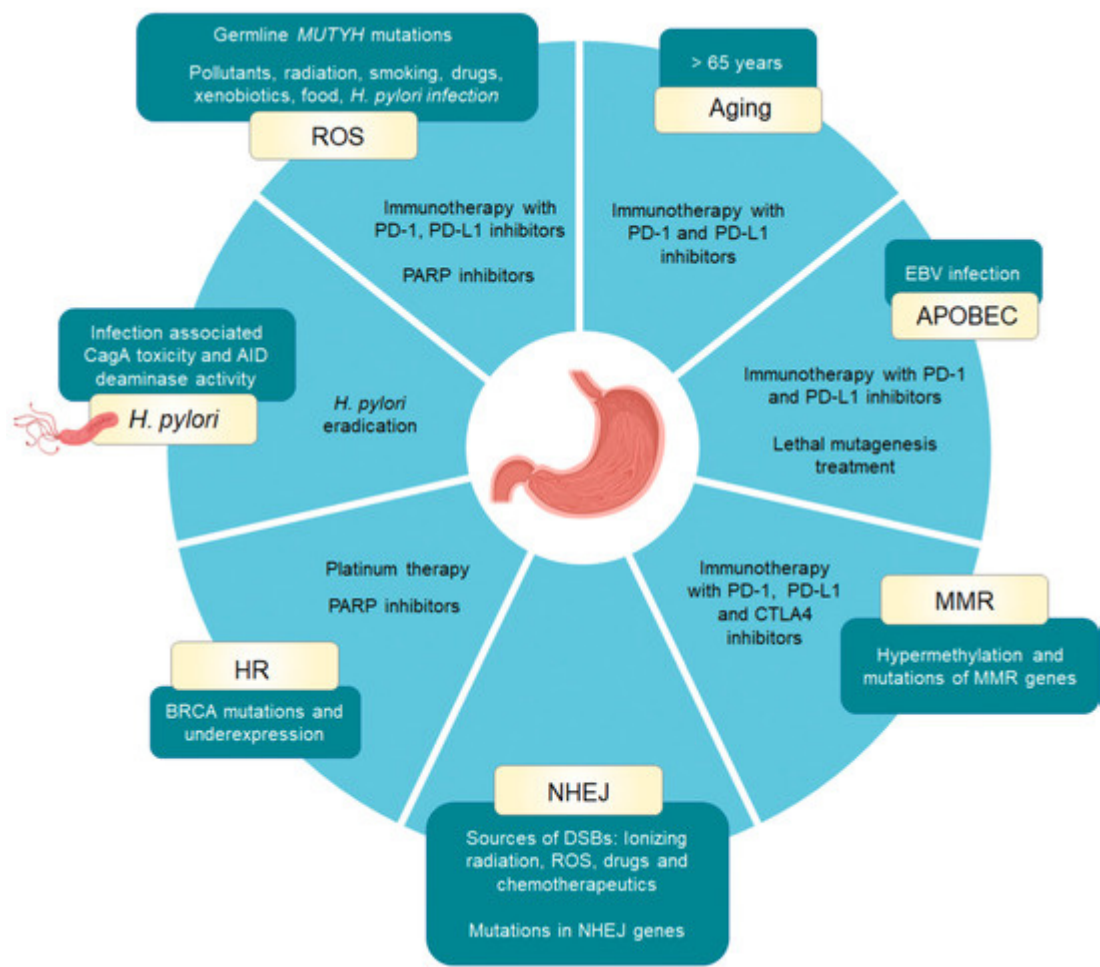 Germline MUTYH mutations
Pollutants, radiation, smoking, drugs,
xenobiotics, food, H. pylori infection
ROS
Immunotherapy with
PD-1, PD-L1 inhibitors
PARP inhibitors
> 65 years
Aging
Immunotherapy with
PD-1 and PD-L1
inhibitors
EBV infection
APOBEC
Immunotherapy with PD-1
and PD-L1 inhibitors
Lethal mutagenesis
treatment
MMR
Hypermethylation and
mutations of MMR genes
Immunotherapy
with PD-1, PD-L1
and CTLA4
inhibitors
NHEJ
Sources of DSBs: Ionizing
radiation, ROS, drugs and
chemotherapeutics
Mutations in NHEJ genes
HR
BRCA mutations and
underexpression
Platinum therapy
PARP inhibitors
Infection associated
CagA toxicity and AID
deaminase activity
H. pylori
H. pylori
eradication